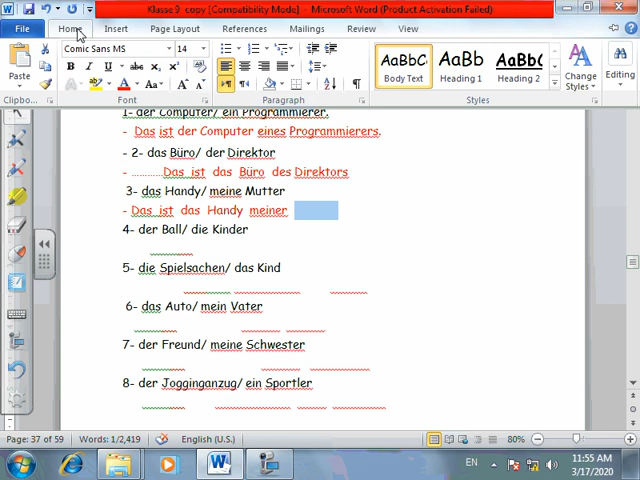 Klasse 9 copy [Compatibility Mode] - Microsoft Word (Product Activation Failed)
File Home Insert Page Layout References Mailings Review View
Comic Sans MS 14
Paste
B I U abc x₂ x²
Aa
AaBbC AaBb AaBbC
Body Text Heading 1 Heading 2
Change Styles Editing
Clipbo... Font Paragraph Styles
1- der Computer/ ein Programmierer.
- Das ist der Computer eines Programmierers.
- 2- das Büro/ der Direktor
- ............Das ist das Büro des Direktors
3- das Handy/ meine Mutter
- Das ist das Handy meiner
4- der Ball/ die Kinder
5- die Spielsachen/ das Kind
6- das Auto/ mein Vater
7- der Freund/ meine Schwester
8- der Jogginganzug/ ein Sportler
Page: 37 of 59 Words: 1/2,419 English (U.S.) 80%
EN 11:55 AM
3/17/2020